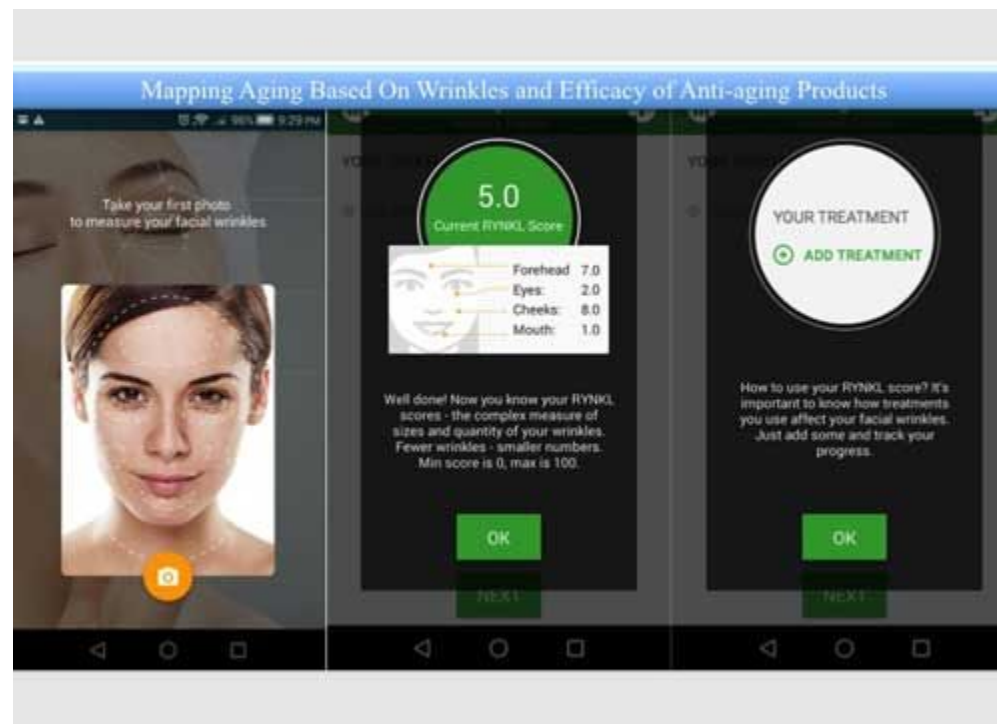 Mapping Aging Based On Wrinkles and Efficacy of Anti-aging Products
98% 9:29 PM
Take your first photo
to measure your facial wrinkles
5.0
Current RYNKL Score
Forehead 7.0
Eyes: 2.0
Cheeks: 8.0
Mouth: 1.0
Well done! Now you know your RYNKL
scores - the complex measure of
sizes and quantity of your wrinkles.
Fewer wrinkles - smaller numbers.
Min score is 0, max is 100.
OK
NEXT
YOUR TREATMENT
ADD TREATMENT
How to use your RYNKL score? It's
important to know how treatments
you use affect your facial wrinkles.
Just add some and track your
progress.
OK
NEXT